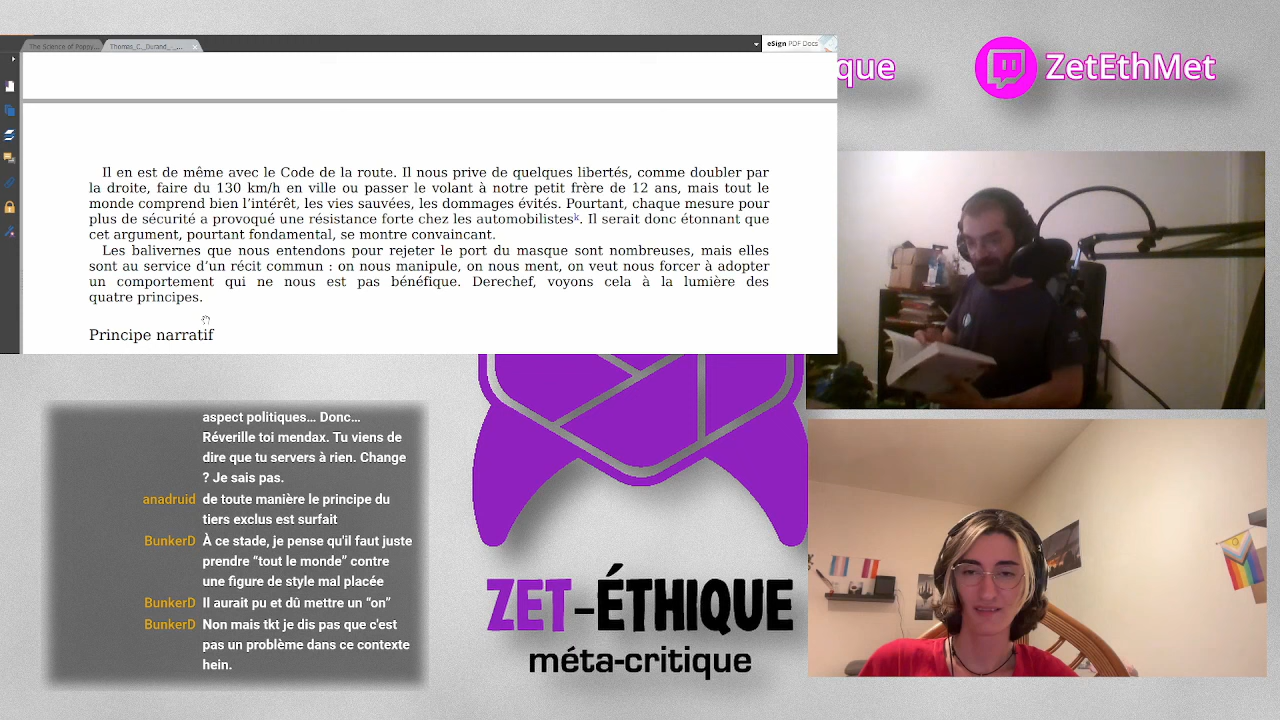 The Science of Poppy...
Thomas_C._Durand_-_...
eSign PDF Docs
que
ZetEthMet
Il en est de même avec le Code de la route. Il nous prive de quelques libertés, comme doubler par
la droite, faire du 130 km/h en ville ou passer le volant à notre petit frère de 12 ans, mais tout le
monde comprend bien l’intérêt, les vies sauvées, les dommages évités. Pourtant, chaque mesure pour
plus de sécurité a provoqué une résistance forte chez les automobilistesk. Il serait donc étonnant que
cet argument, pourtant fondamental, se montre convaincant.
Les balivernes que nous entendons pour rejeter le port du masque sont nombreuses, mais elles
sont au service d’un récit commun : on nous manipule, on nous ment, on veut nous forcer à adopter
un comportement qui ne nous est pas bénéfique. Derechef, voyons cela à la lumière des
quatre principes.
Principe narratif
aspect politiques... Donc...
Réverille toi mendax. Tu viens de
dire que tu servers à rien. Change
? Je sais pas.
anadruid de toute manière le principe du
tiers exclus est surfait
BunkerD À ce stade, je pense qu'il faut juste
prendre “tout le monde” contre
une figure de style mal placée
BunkerD Il aurait pu et dû mettre un “on”
BunkerD Non mais tkt je dis pas que c'est
pas un problème dans ce contexte
hein.
ZET-ÉTHIQUE
méta-critique